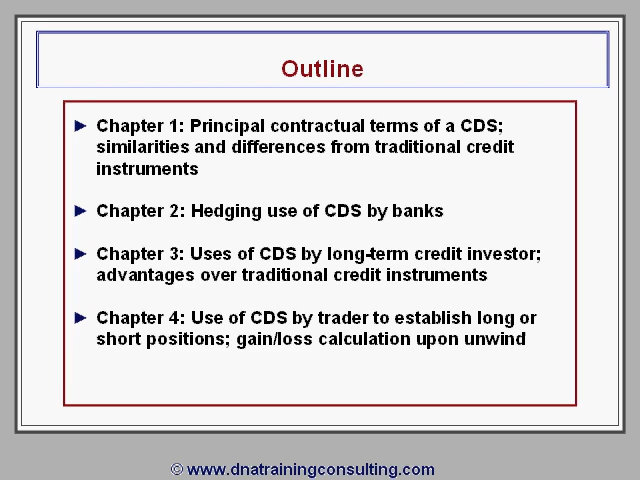 Outline
► Chapter 1: Principal contractual terms of a CDS;
similarities and differences from traditional credit
instruments
► Chapter 2: Hedging use of CDS by banks
► Chapter 3: Uses of CDS by long-term credit investor;
advantages over traditional credit instruments
► Chapter 4: Use of CDS by trader to establish long or
short positions; gain/loss calculation upon unwind
© www.dnatrainingconsulting.com